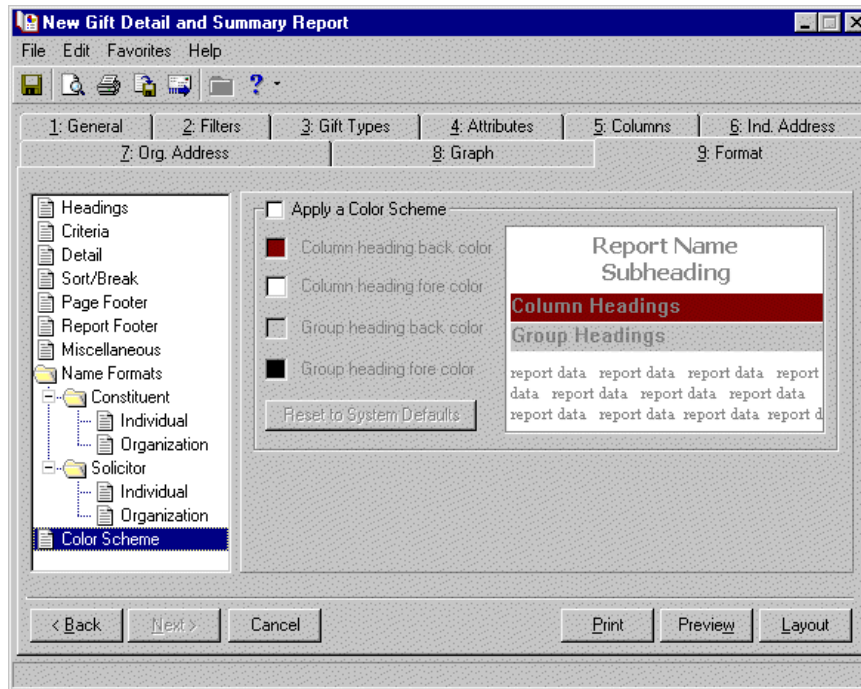 New Gift Detail and Summary Report
File Edit Favorites Help
1: General 2: Filters 3: Gift Types 4: Attributes 5: Columns 6: Ind. Address
7: Org. Address 8: Graph 9: Format
Headings
Criteria
Detail
Sort/Break
Page Footer
Report Footer
Miscellaneous
Name Formats
Constituent
Individual
Organization
Solicitor
Individual
Organization
Color Scheme
Apply a Color Scheme
Column heading back color
Column heading fore color
Group heading back color
Group heading fore color
Reset to System Defaults
Report Name
Subheading
Column Headings
Group Headings
report data report data report data report
data report data report data report data
report data report data report data report d
< Back Next > Cancel Print Preview Layout